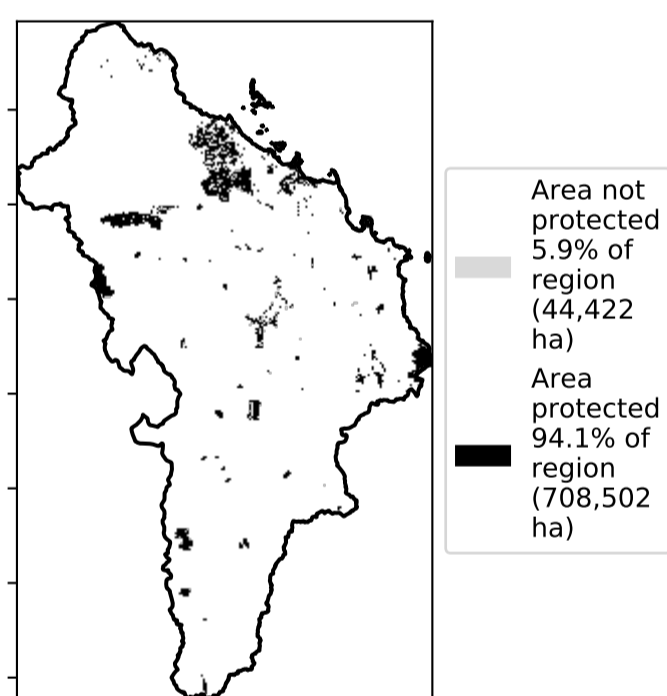 Area not
protected
5.9% of
region
(44,422
ha)
Area
protected
94.1% of
region
(708,502
ha)